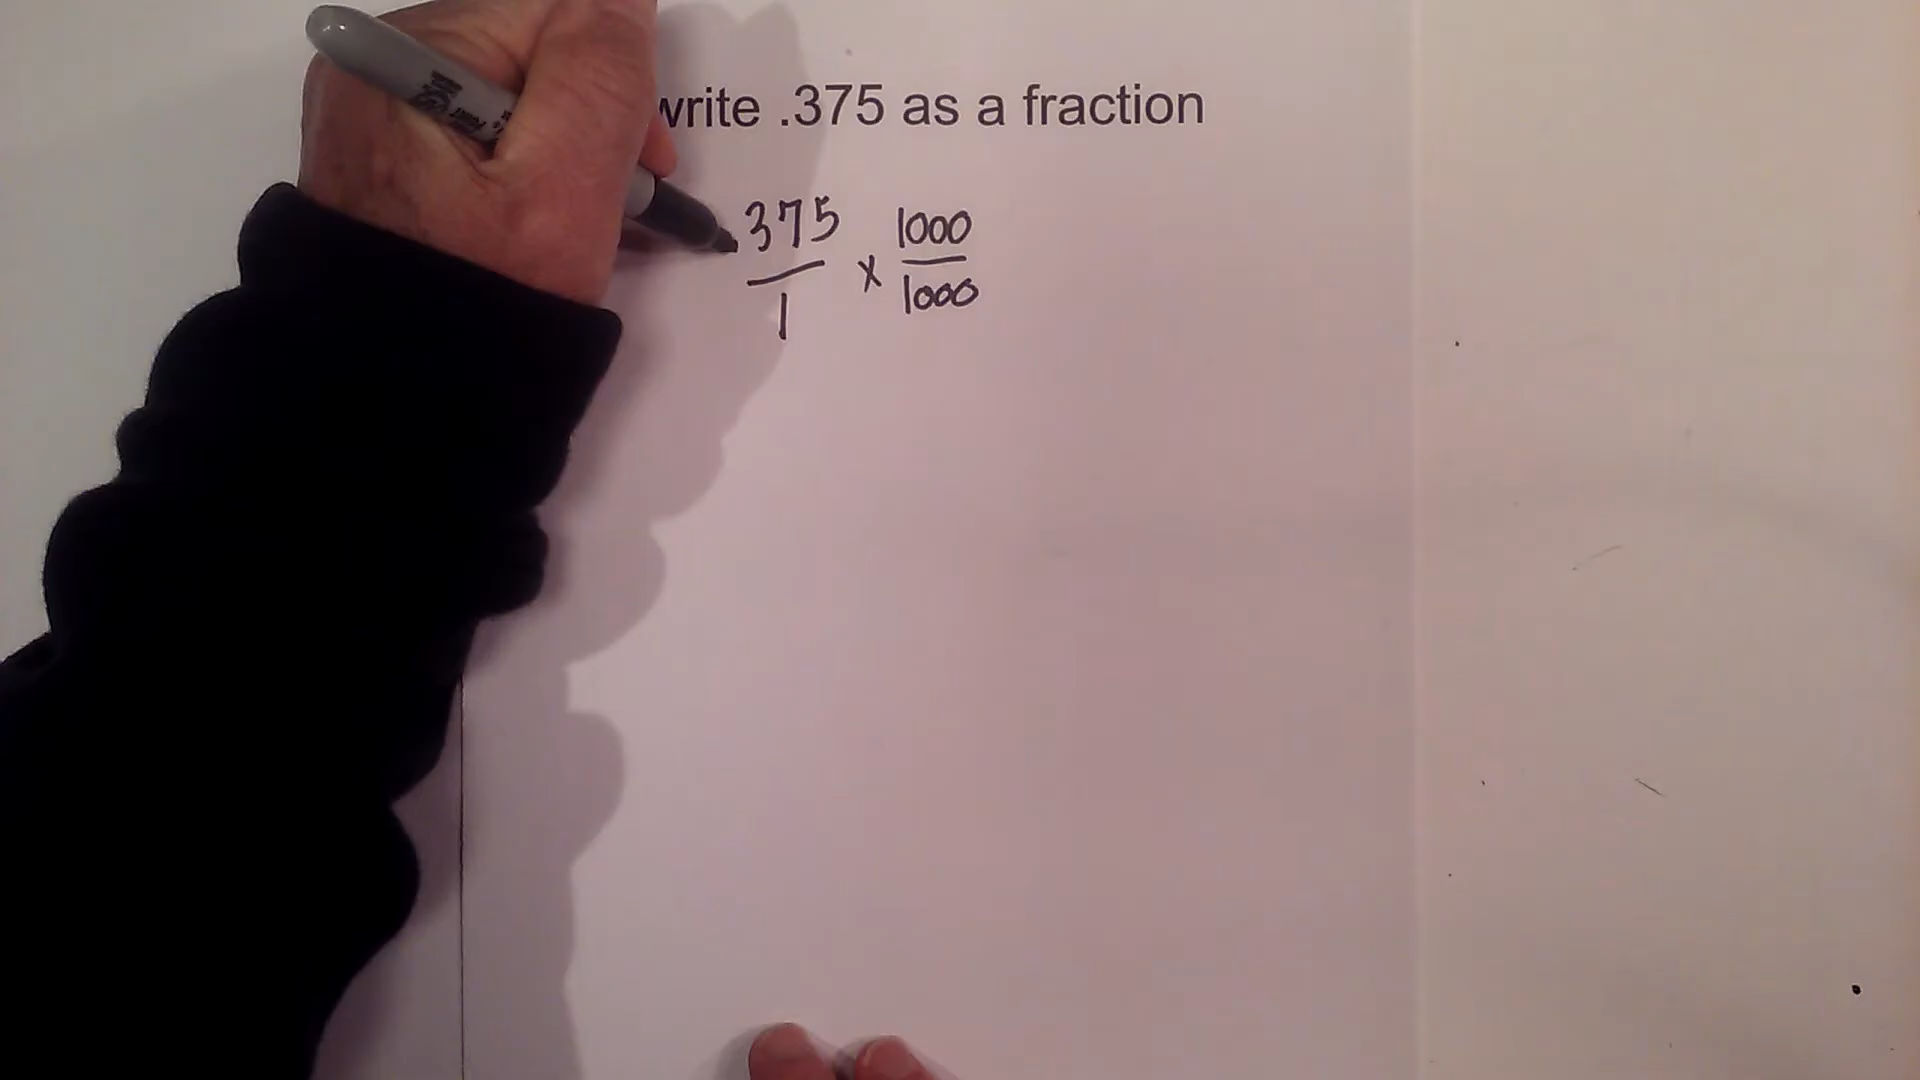 write .375 as a fraction
375/1 x 1000/1000